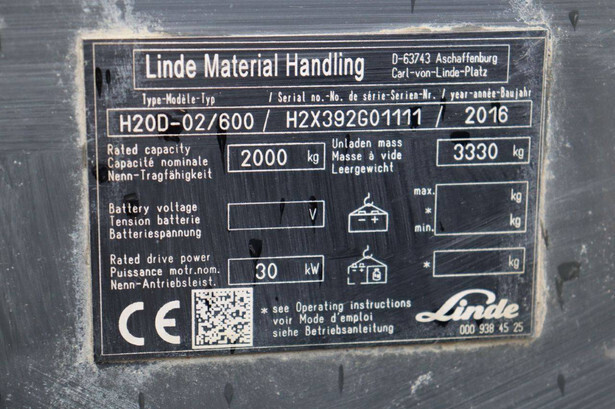 Linde Material Handling
D-63743 Aschaffenburg
Carl-von-Linde-Platz
Type-Modèle-Typ / Serial no.-No. de série-Serien-Nr. / year-année-Baujahr
H20D-02/600 / H2X392G01111 / 2016
Rated capacity
Capacité nominale
Nenn-Tragfähigkeit
2000 kg
Unladen mass
Masse à vide
Leergewicht
3330 kg
Battery voltage
Tension batterie
Batteriespannung
V
max. kg
*
min. kg
Rated drive power
Puissance motr.nom.
Nenn-Antriebsleist.
30 kW
* kg
CE
* see Operating instructions
voir Mode d'emploi
siehe Betriebsanleitung
Linde
000 938 45 25